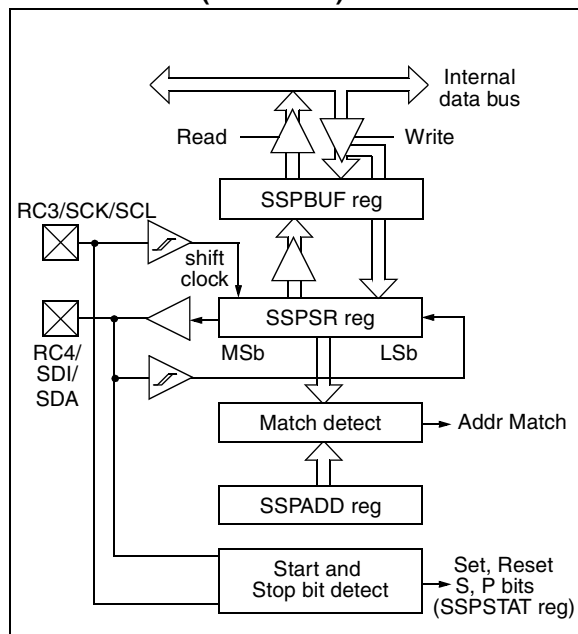 Internal
data bus
Read
Write
SSPBUF reg
RC3/SCK/SCL
shift
clock
SSPSR reg
MSb
LSb
RC4/
SDI/
SDA
Match detect
Addr Match
SSPADD reg
Start and
Stop bit detect
Set, Reset
S, P bits
(SSPSTAT reg)